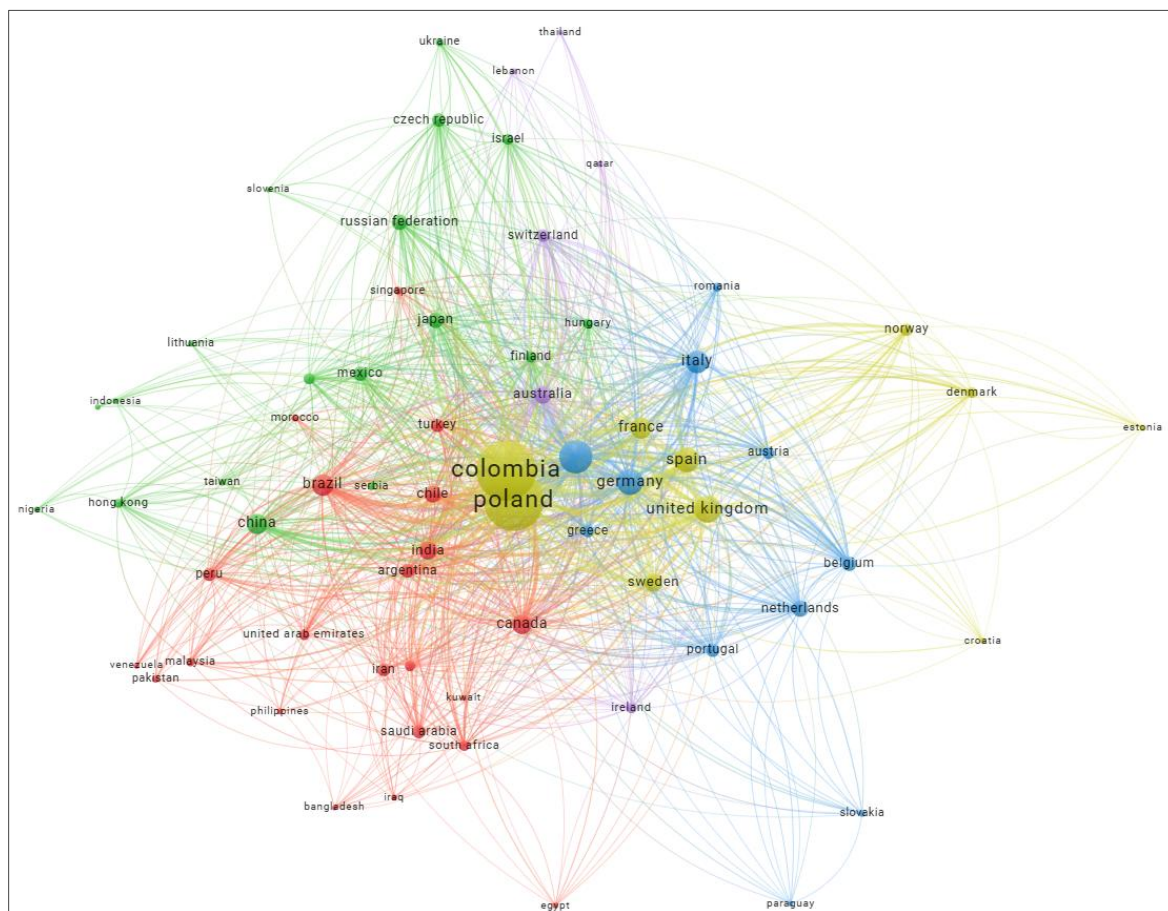 thailand
ukraine
lebanon
czech republic
israel
qatar
slovenia
russian federation
switzerland
romania
singapore
japan
hungary
norway
lithuania
finland
italy
mexico
australia
denmark
indonesia
morocco
turkey
france
estonia
colombia
spain
austria
taiwan
brazil
serbia
germany
chile
poland
hong kong
nigeria
united kingdom
china
greece
india
belgium
peru
argentina
sweden
netherlands
canada
united arab emirates
croatia
portugal
venezuela
malaysia
iran
pakistan
kuwait
ireland
philippines
saudi arabia
south africa
iraq
bangladesh
slovakia
egypt
paraguay